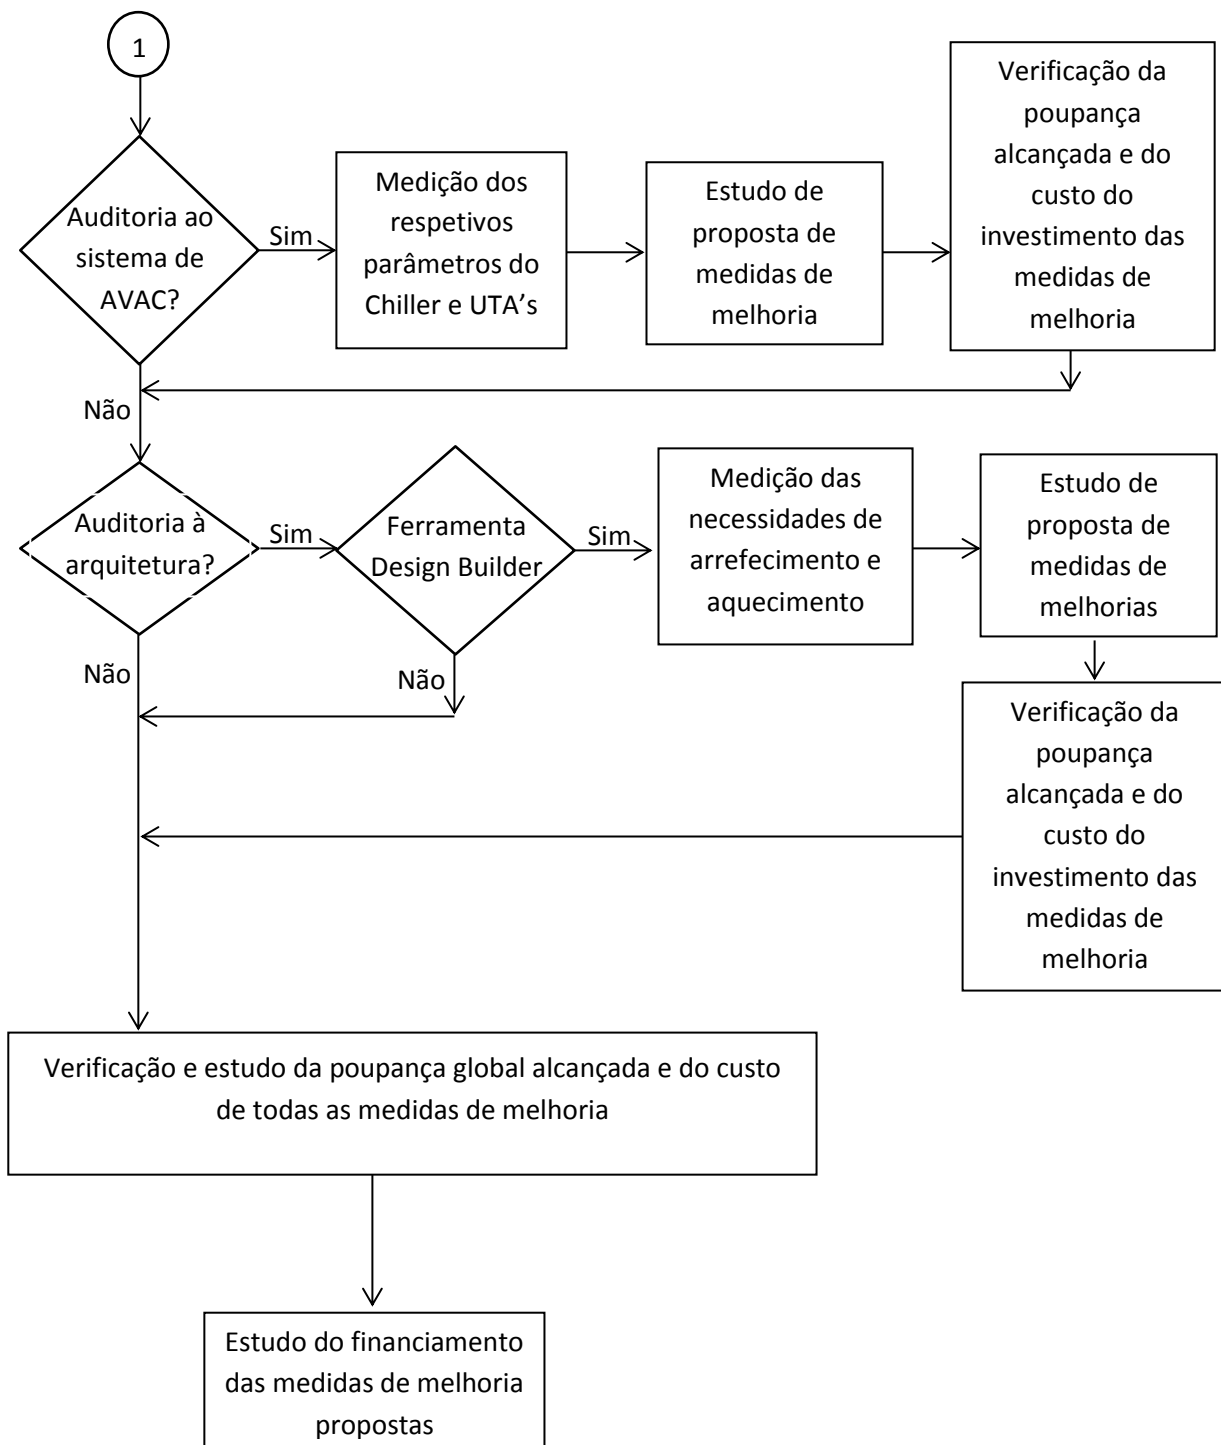 1
Auditoria ao
sistema de
AVAC?
Sim
Medição dos
respetivos
parâmetros do
Chiller e UTA’s
Estudo de
proposta de
medidas de
melhoria
Verificação da
poupança
alcançada e do
custo do
investimento das
medidas de
melhoria
Não
Auditoria à
arquitetura?
Sim
Ferramenta
Design Builder
Sim
Medição das
necessidades de
arrefecimento e
aquecimento
Estudo de
proposta de
medidas de
melhorias
Não
Não
Verificação da
poupança
alcançada e do
custo do
investimento das
medidas de
melhoria
Verificação e estudo da poupança global alcançada e do custo
de todas as medidas de melhoria
Estudo do financiamento
das medidas de melhoria
propostas